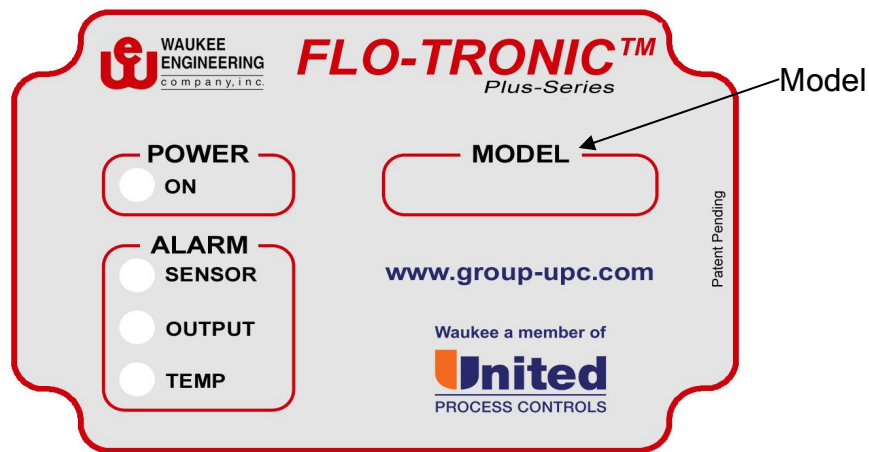 WAUKEE
ENGINEERING
company, inc.
FLO-TRONIC™
Plus-Series
Model
POWER
ON
MODEL
ALARM
SENSOR
OUTPUT
TEMP
www.group-upc.com
Patent Pending
Waukee a member of
United
PROCESS CONTROLS